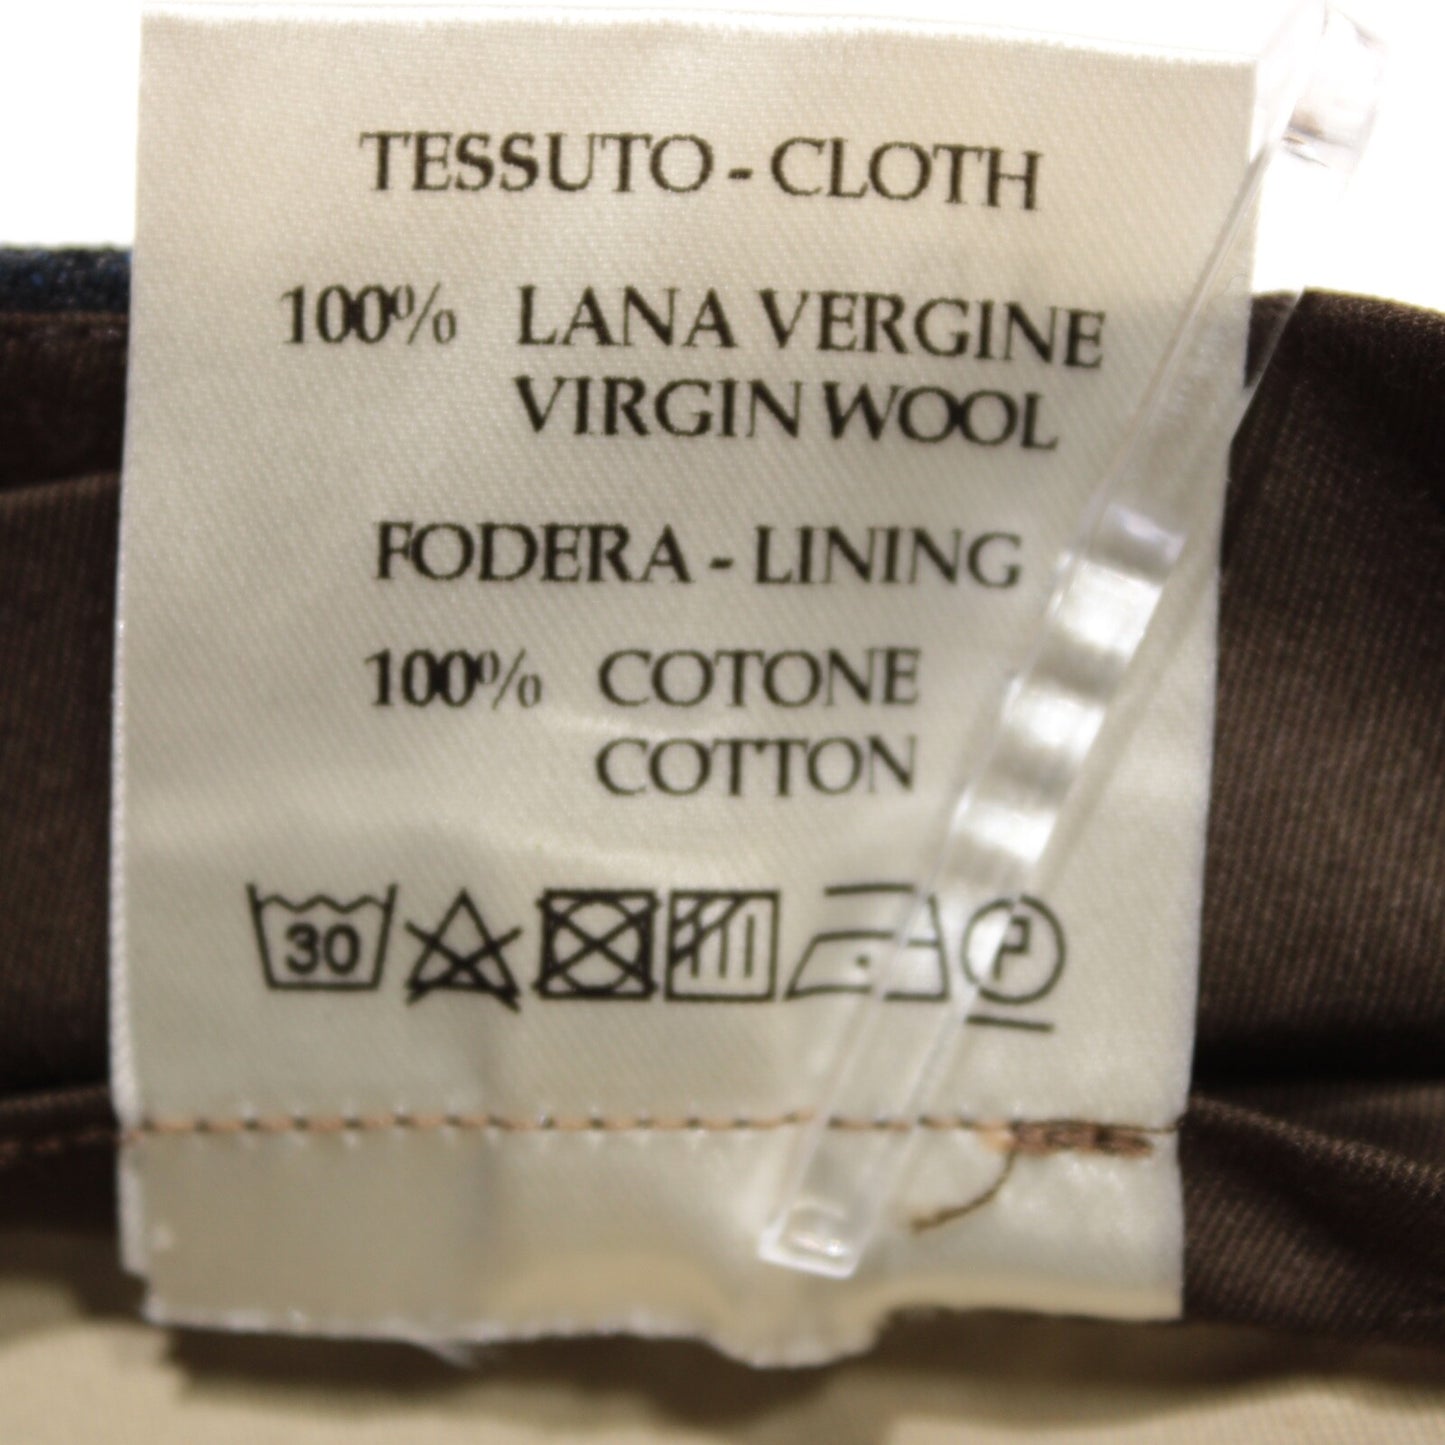 TESSUTO - CLOTH
100% LANA VERGINE
VIRGIN WOOL
FODERA - LINING
100% COTONE
COTTON
30 P